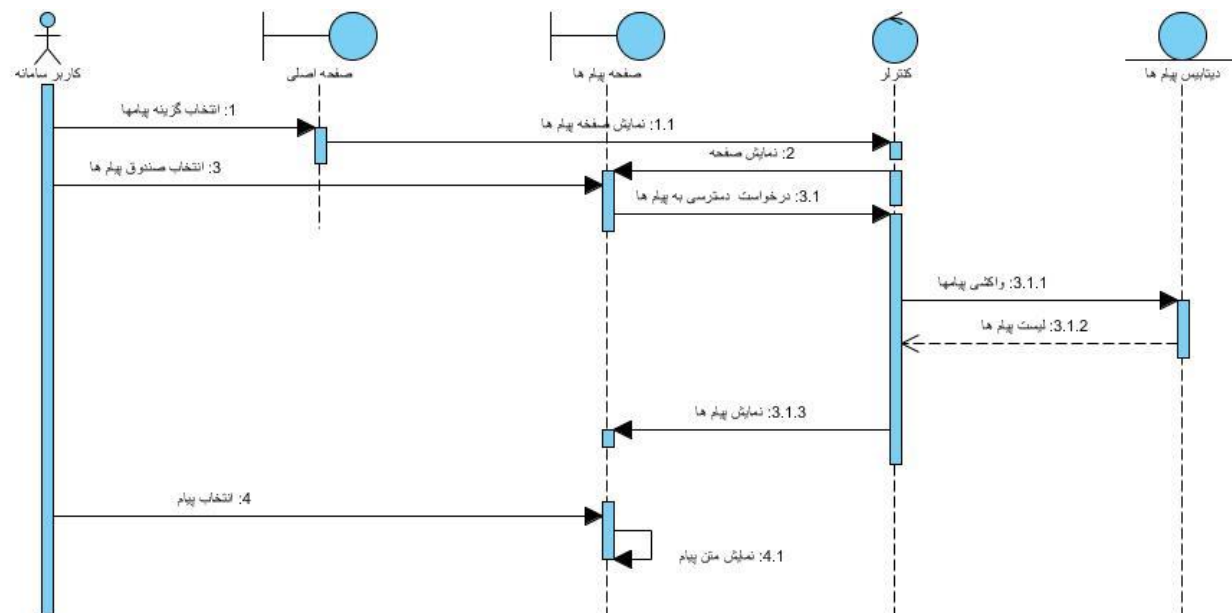 کاربر سامانه
صفحه اصلی
صفحه پیام ها
کنترلر
دیتابیس پیام ها
1: انتخاب گزینه پیامها
1.1: نمایش صفخه پیام ها
2: نمایش صفحه
3: انتخاب صندوق پیام ها
3.1: درخواست دسترسی به پیام ها
3.1.1: واکشی پیامها
3.1.2: لیست پیام ها
3.1.3: نمایش پیام ها
4: انتخاب پیام
4.1: نمایش متن پیام